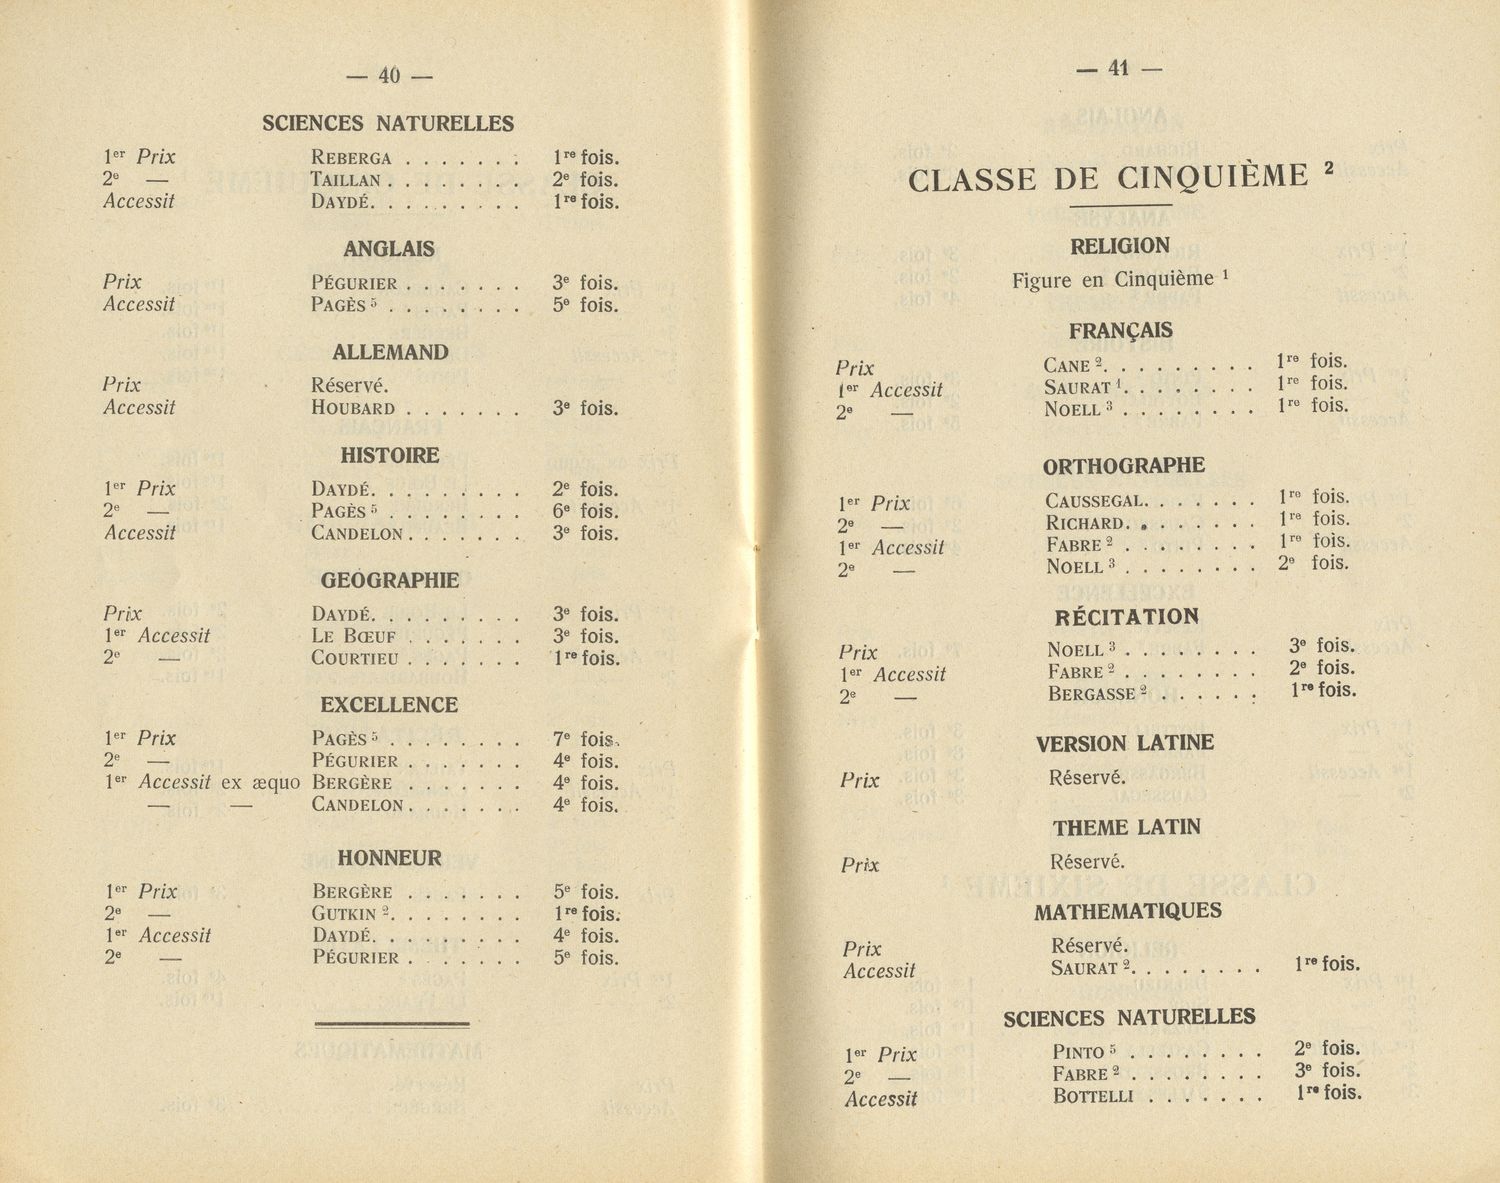 — 40 —
SCIENCES NATURELLES
1er Prix REBERGA . . . . . . . 1re fois.
2e — TAILLAN . . . . . . . . 2e fois.
Accessit DAYDÉ. . . . . . . . . 1re fois.
ANGLAIS
Prix PÉGURIER . . . . . . . 3e fois.
Accessit PAGÈS 5 . . . . . . . . 5e fois.
ALLEMAND
Prix Réservé.
Accessit HOUBARD . . . . . . . 3e fois.
HISTOIRE
1er Prix DAYDÉ. . . . . . . . . 2e fois.
2e — PAGÈS 5 . . . . . . . . 6e fois.
Accessit CANDELON . . . . . . . 3e fois.
GEOGRAPHIE
Prix DAYDÉ. . . . . . . . . 3e fois.
1er Accessit LE BŒUF . . . . . . . 3e fois.
2e — COURTIEU . . . . . . . 1re fois.
EXCELLENCE
1er Prix PAGÈS 5 . . . . . . . . 7e fois.
2e — PÉGURIER . . . . . . . 4e fois.
1er Accessit ex æquo BERGÈRE . . . . . . . 4e fois.
— — CANDELON . . . . . . . 4e fois.
HONNEUR
1er Prix BERGÈRE . . . . . . . 5e fois.
2e — GUTKIN 2. . . . . . . . 1re fois.
1er Accessit DAYDÉ. . . . . . . . . 4e fois.
2e — PÉGURIER . . . . . . . 5e fois.
— 41 —
CLASSE DE CINQUIÈME 2
RELIGION
Figure en Cinquième 1
FRANÇAIS
Prix CANE 2. . . . . . . . . 1re fois.
1er Accessit SAURAT 1. . . . . . . . 1re fois.
2e — NOELL 3 . . . . . . . . 1re fois.
ORTHOGRAPHE
1er Prix CAUSSEGAL. . . . . . . 1re fois.
2e — RICHARD. . . . . . . . 1re fois.
1er Accessit FABRE 2 . . . . . . . . 1re fois.
2e — NOELL 3 . . . . . . . . 2e fois.
RÉCITATION
Prix NOELL 3 . . . . . . . . 3e fois.
1er Accessit FABRE 2 . . . . . . . . 2e fois.
2e — BERGASSE 2 . . . . . . 1re fois.
VERSION LATINE
Prix Réservé.
THEME LATIN
Prix Réservé.
MATHEMATIQUES
Prix Réservé.
Accessit SAURAT 2. . . . . . . . 1re fois.
SCIENCES NATURELLES
1er Prix PINTO 5 . . . . . . . . 2e fois.
2e — FABRE 2 . . . . . . . . 3e fois.
Accessit BOTTELLI . . . . . . . 1re fois.